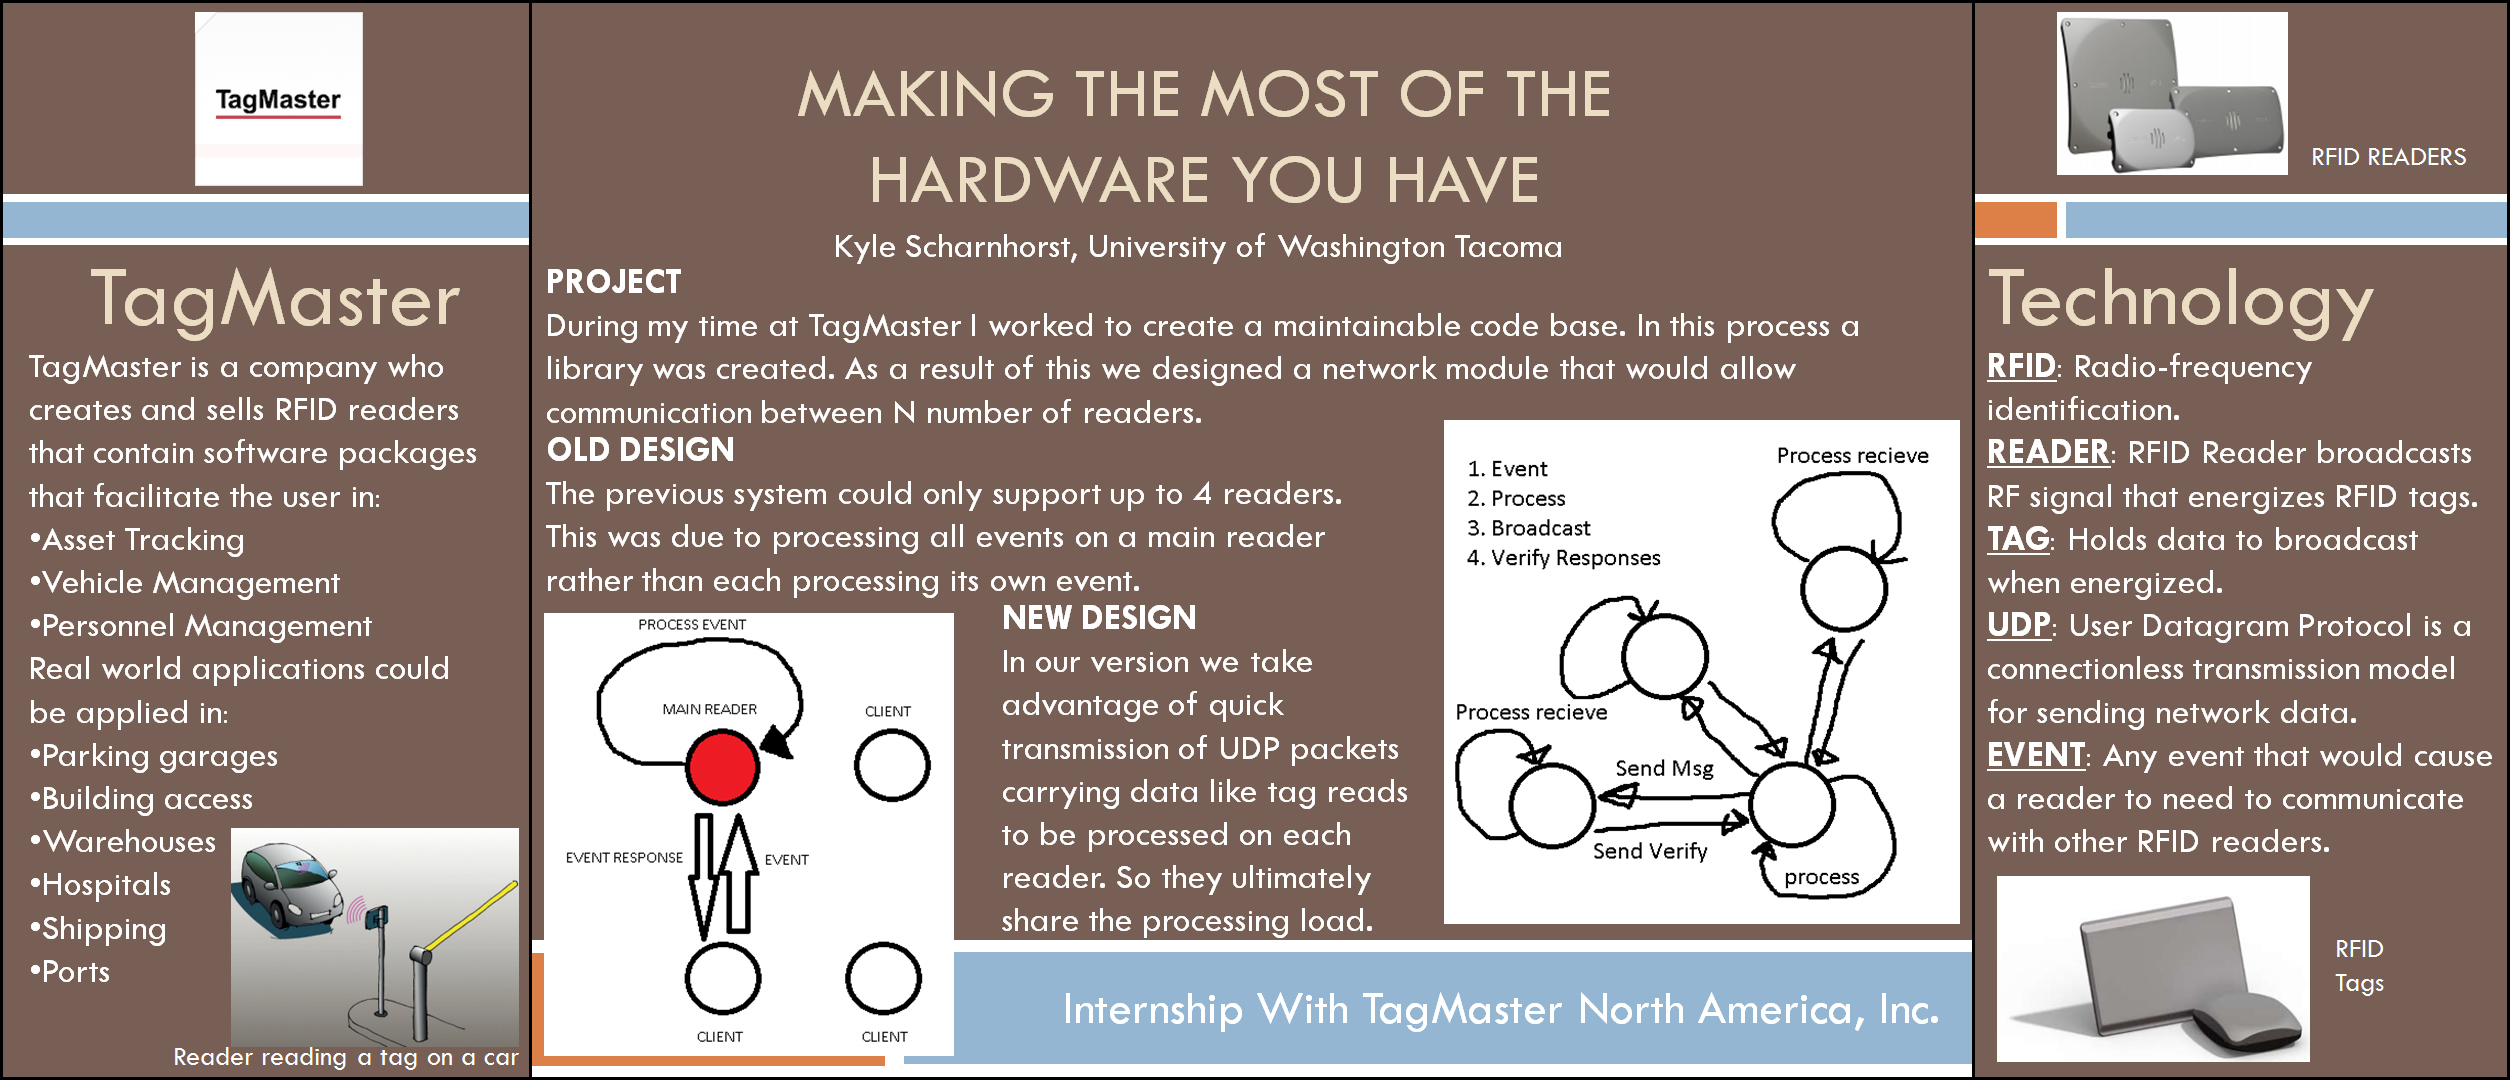 TagMaster
TagMaster
TagMaster is a company who
creates and sells RFID readers
that contain software packages
that facilitate the user in:
•Asset Tracking
•Vehicle Management
•Personnel Management
Real world applications could
be applied in:
•Parking garages
•Building access
•Warehouses
•Hospitals
•Shipping
•Ports
Reader reading a tag on a car
MAKING THE MOST OF THE
HARDWARE YOU HAVE
Kyle Scharnhorst, University of Washington Tacoma
PROJECT
During my time at TagMaster I worked to create a maintainable code base. In this process a
library was created. As a result of this we designed a network module that would allow
communication between N number of readers.
OLD DESIGN
The previous system could only support up to 4 readers.
This was due to processing all events on a main reader
rather than each processing its own event.
PROCESS EVENT
MAIN READER
CLIENT
EVENT RESPONSE
EVENT
CLIENT
CLIENT
NEW DESIGN
In our version we take
advantage of quick
transmission of UDP packets
carrying data like tag reads
to be processed on each
reader. So they ultimately
share the processing load.
1. Event
2. Process
3. Broadcast
4. Verify Responses
Process recieve
Process recieve
Send Msg
Send Verify
process
Internship With TagMaster North America, Inc.
RFID READERS
Technology
RFID: Radio-frequency
identification.
READER: RFID Reader broadcasts
RF signal that energizes RFID tags.
TAG: Holds data to broadcast
when energized.
UDP: User Datagram Protocol is a
connectionless transmission model
for sending network data.
EVENT: Any event that would cause
a reader to need to communicate
with other RFID readers.
RFID
Tags